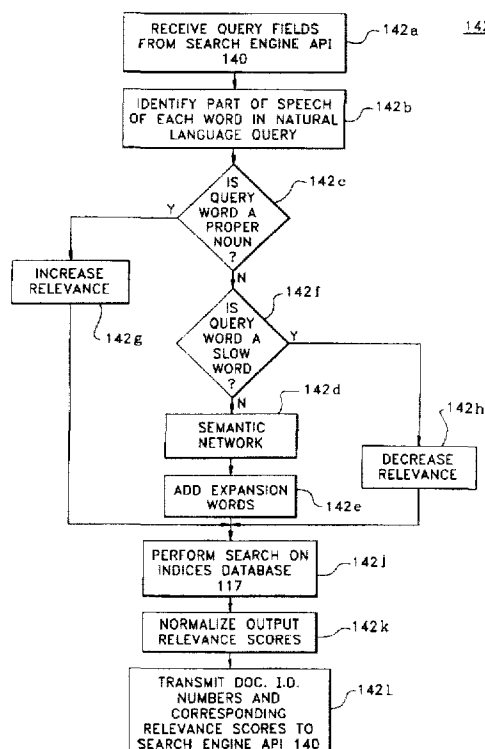 142
RECEIVE QUERY FIELDS
FROM SEARCH ENGINE API
140
142a
IDENTIFY PART OF SPEECH
OF EACH WORD IN NATURAL
LANGUAGE QUERY
142b
IS
QUERY
WORD A
PROPER
NOUN
?
142c
Y
N
INCREASE
RELEVANCE
142g
IS
QUERY
WORD A
SLOW
WORD
?
142f
Y
N
SEMANTIC
NETWORK
142d
DECREASE
RELEVANCE
142h
ADD EXPANSION
WORDS
142e
PERFORM SEARCH ON
INDICES DATABASE
117
142j
NORMALIZE OUTPUT
RELEVANCE SCORES
142k
TRANSMIT DOC. I.D.
NUMBERS AND
CORRESPONDING
RELEVANCE SCORES TO
SEARCH ENGINE API 140
142l